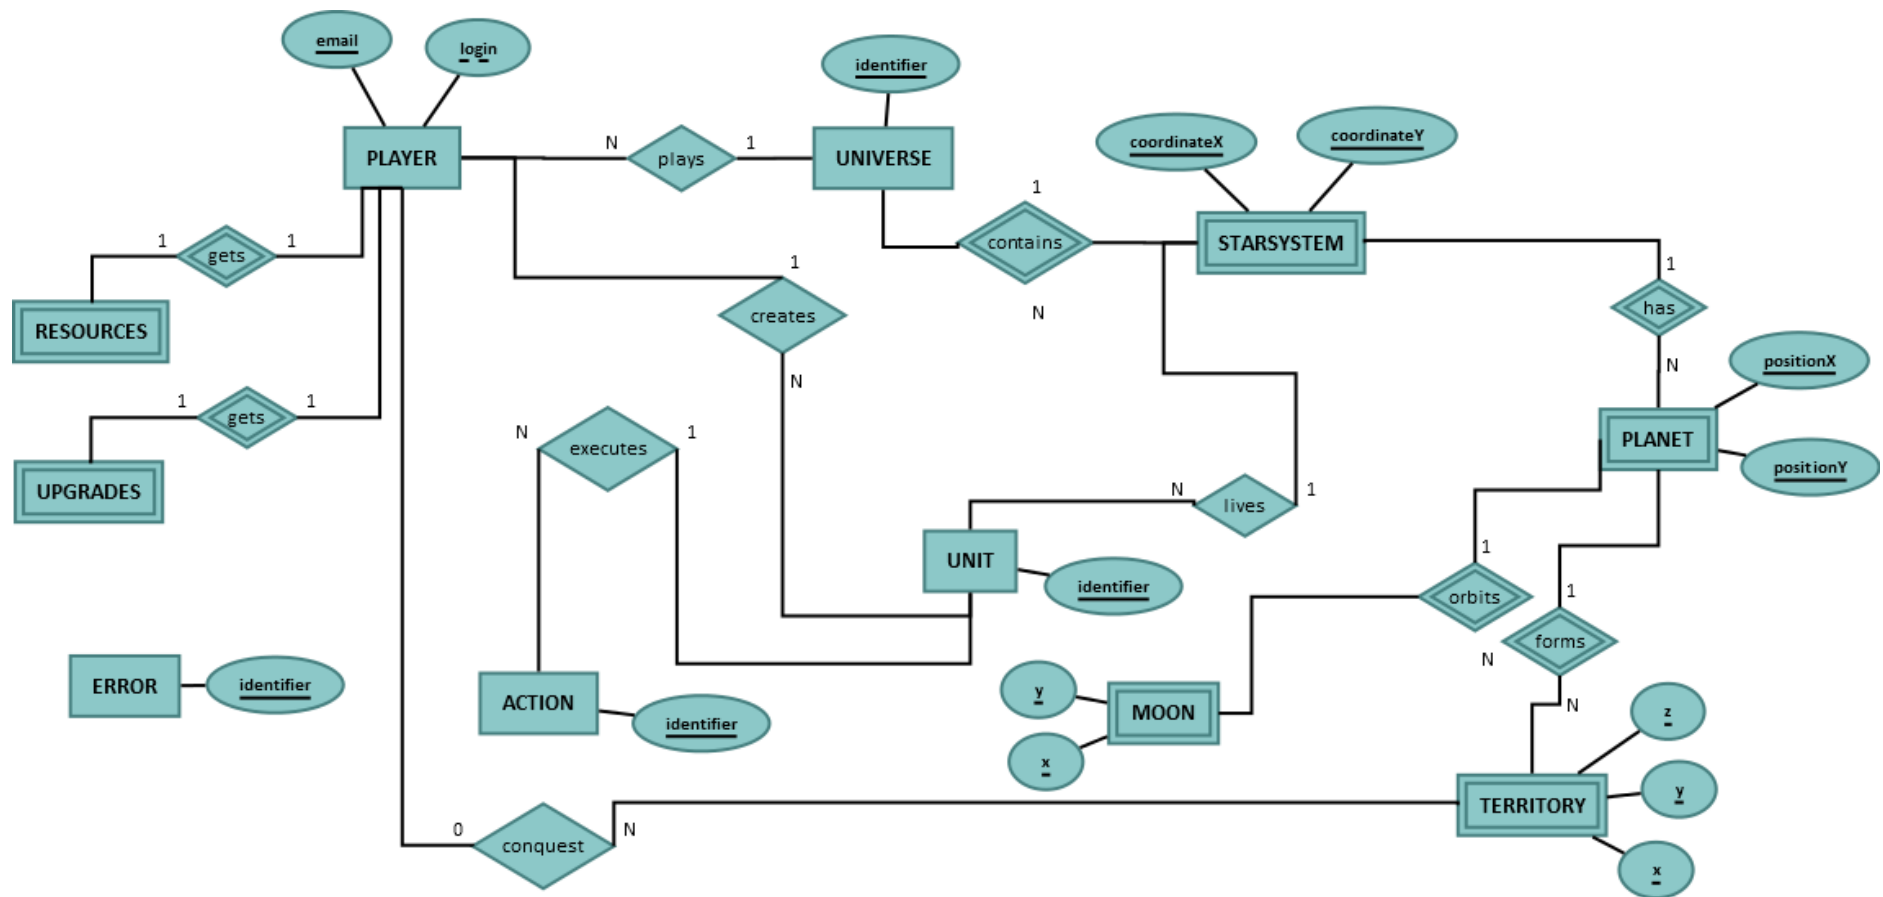 email
login
identifier
coordinateX
coordinateY
PLAYER
N
plays
1
UNIVERSE
1
contains
N
STARSYSTEM
1
gets
1
RESOURCES
1
creates
N
1
has
N
positionX
positionY
PLANET
1
gets
1
UPGRADES
N
executes
1
N
lives
1
UNIT
identifier
1
orbits
N
1
forms
N
ERROR
identifier
ACTION
identifier
y
x
MOON
z
y
x
TERRITORY
0
conquest
N